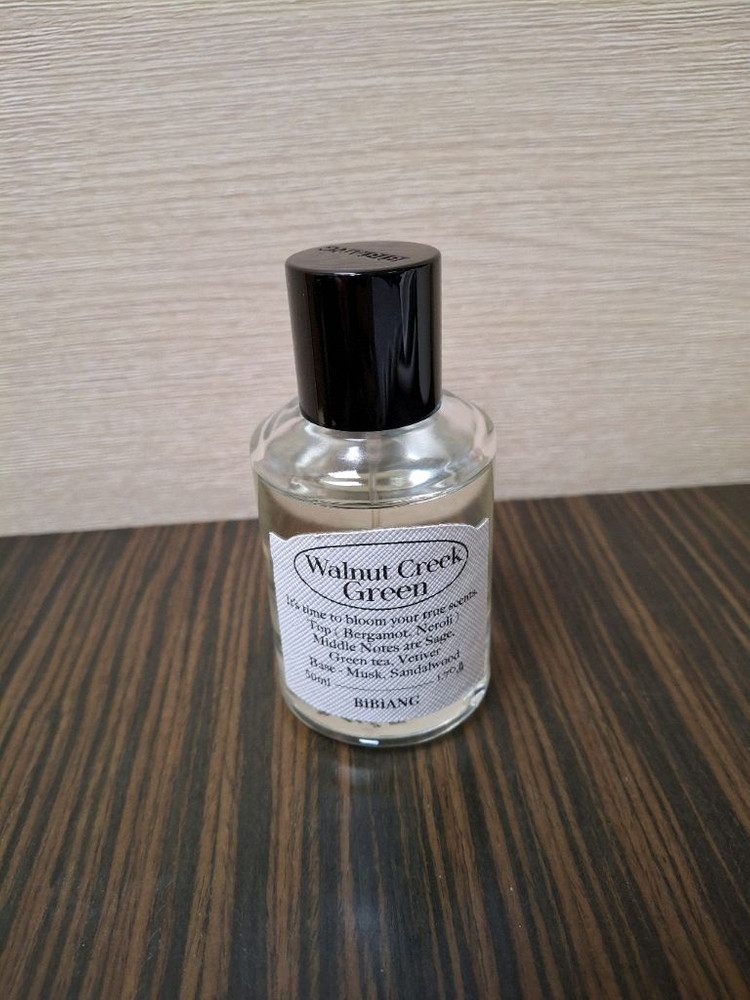 Walnut Creek
Green
It's time to bloom your true scents.
Top ( Bergamot, Neroli )
Middle Notes are Sage,
Green tea, Vetiver
Base - Musk, Sandalwood
50ml
BiBiANG